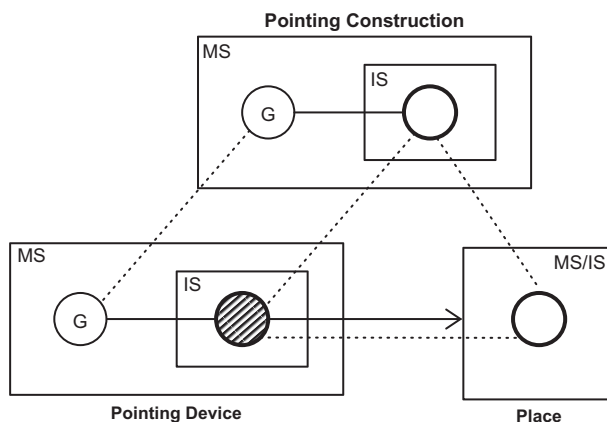 Pointing Construction
MS
IS
G
MS
MS/IS
IS
G
Pointing Device
Place